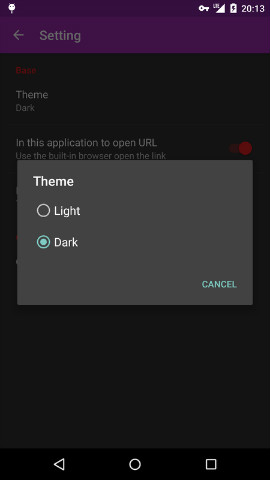 20:13
Setting
Base
Theme
Dark
In this application to open URL
Use the built-in browser open the link
Theme
Light
Dark
CANCEL